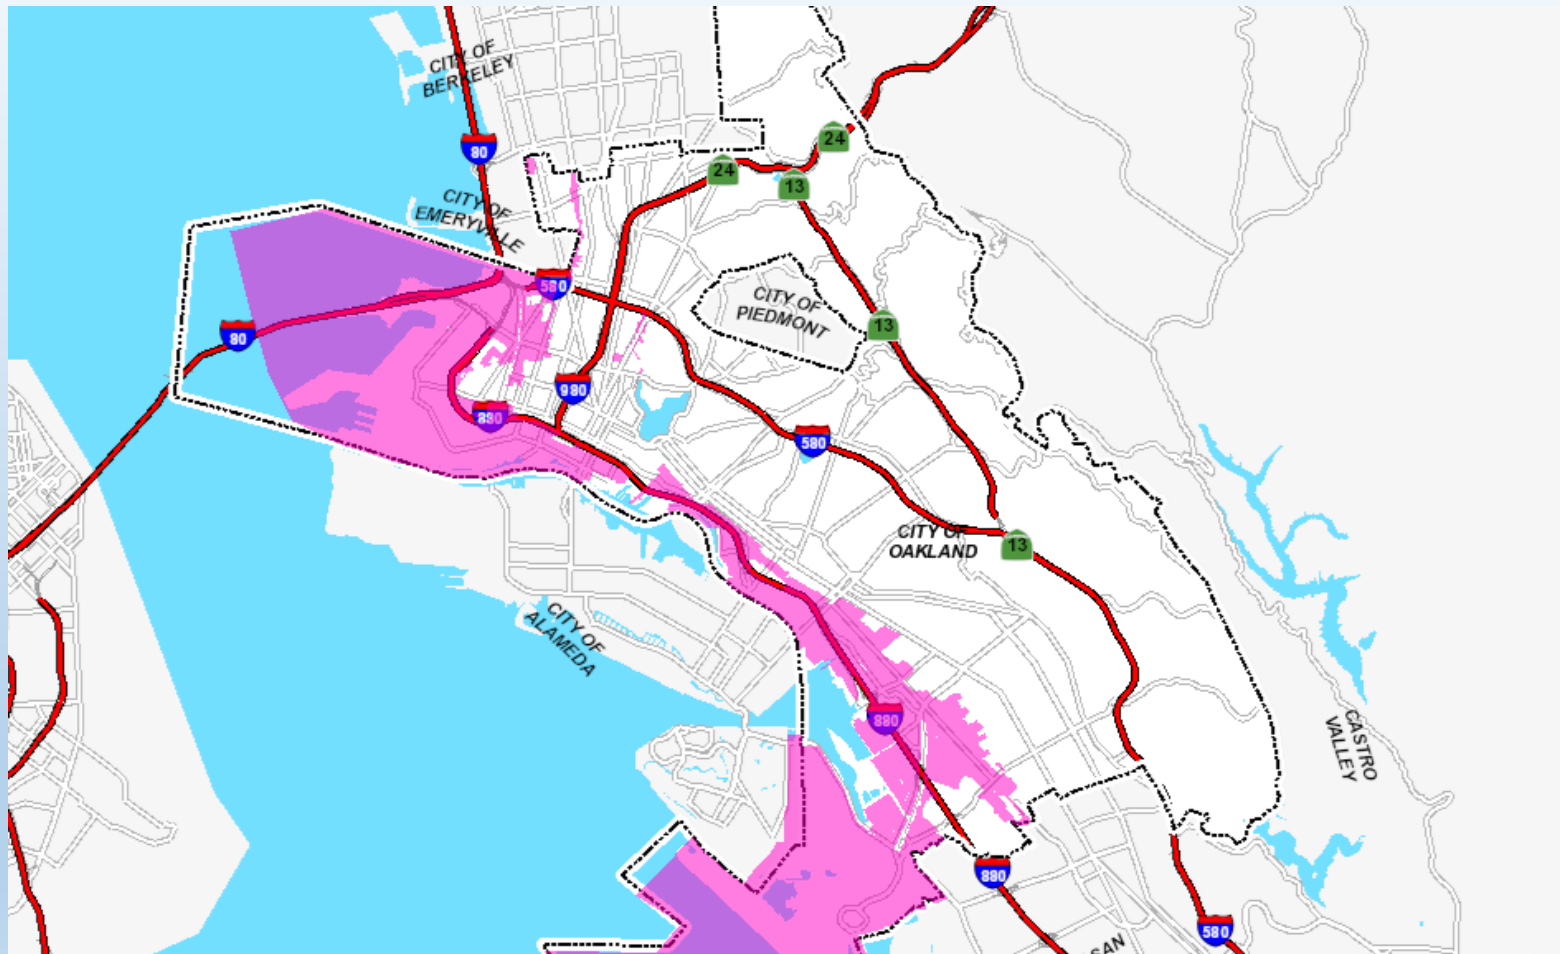 CITY OF
BERKELEY
80
24
24
13
CITY OF
EMERYVILLE
580
CITY OF
PIEDMONT
80
13
980
880
580
CITY OF
OAKLAND
13
CITY OF
ALAMEDA
880
CASTRO
VALLEY
880
580
SAN